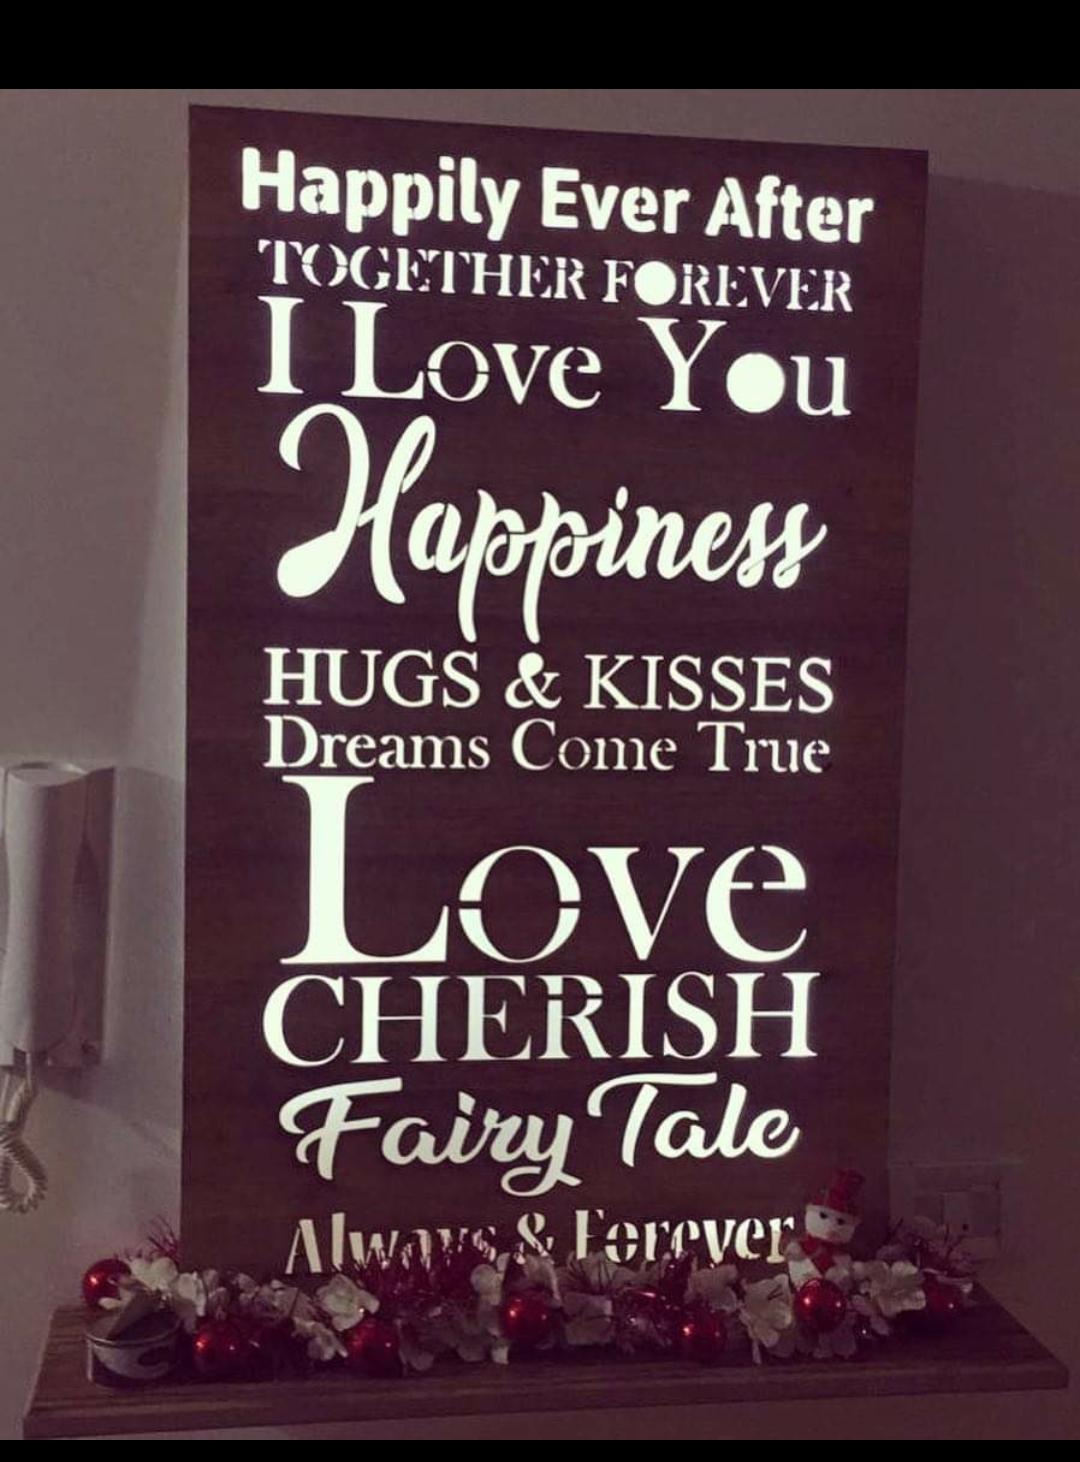 Happily Ever After
TOGETHER FOREVER
I Love You
Happiness
HUGS & KISSES
Dreams Come True
Love
CHERISH
Fairy Tale
Always & Forever